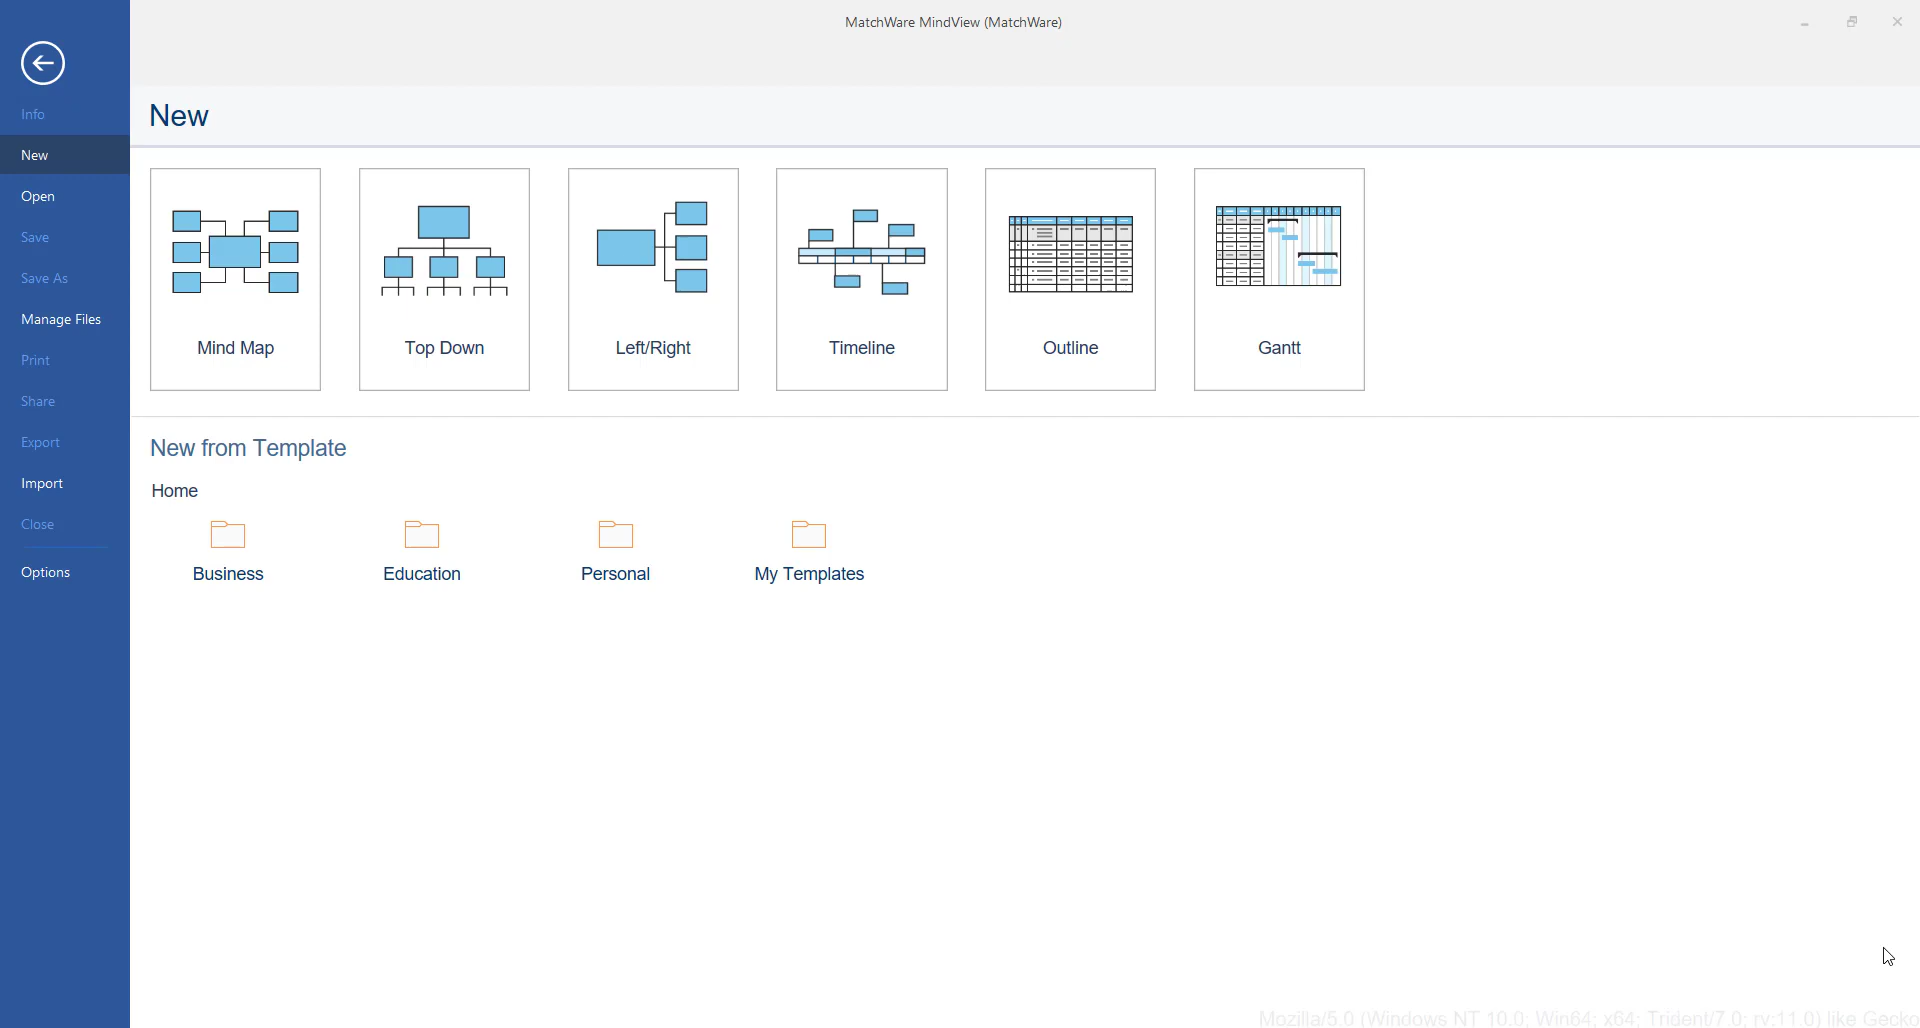 MatchWare MindView (MatchWare)
Info
New
Open
Save
Save As
Manage Files
Print
Share
Export
Import
Close
Options
New
Mind Map
Top Down
Left/Right
Timeline
Outline
Gantt
New from Template
Home
Business
Education
Personal
My Templates
Mozilla/5.0 (Windows NT 10.0; Win64; x64; Trident/7.0; rv:11.0) like Gecko